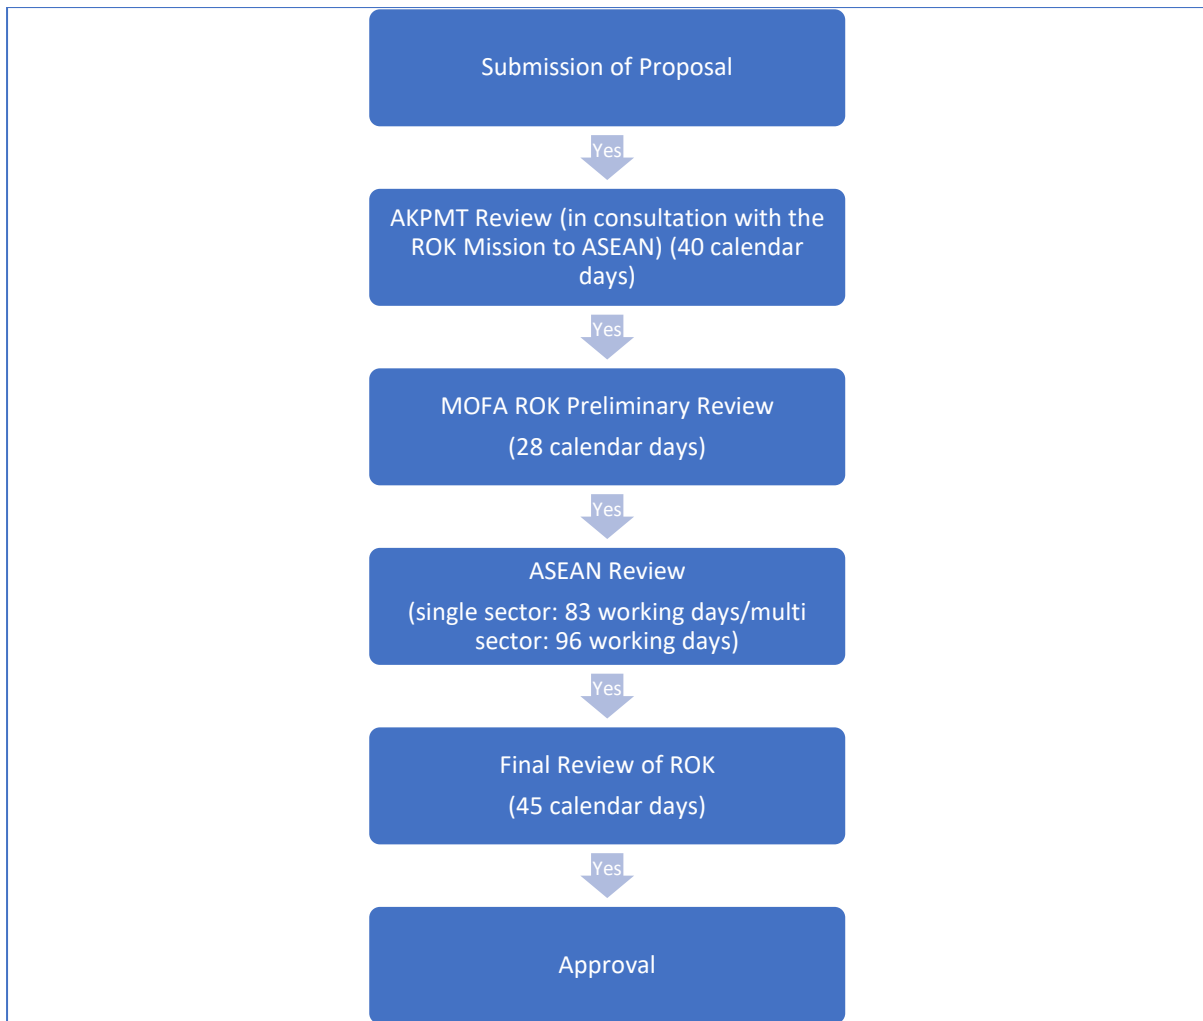 Submission of Proposal
Yes
AKPMT Review (in consultation with the
ROK Mission to ASEAN) (40 calendar
days)
Yes
MOFA ROK Preliminary Review
(28 calendar days)
Yes
ASEAN Review
(single sector: 83 working days/multi
sector: 96 working days)
Yes
Final Review of ROK
(45 calendar days)
Yes
Approval